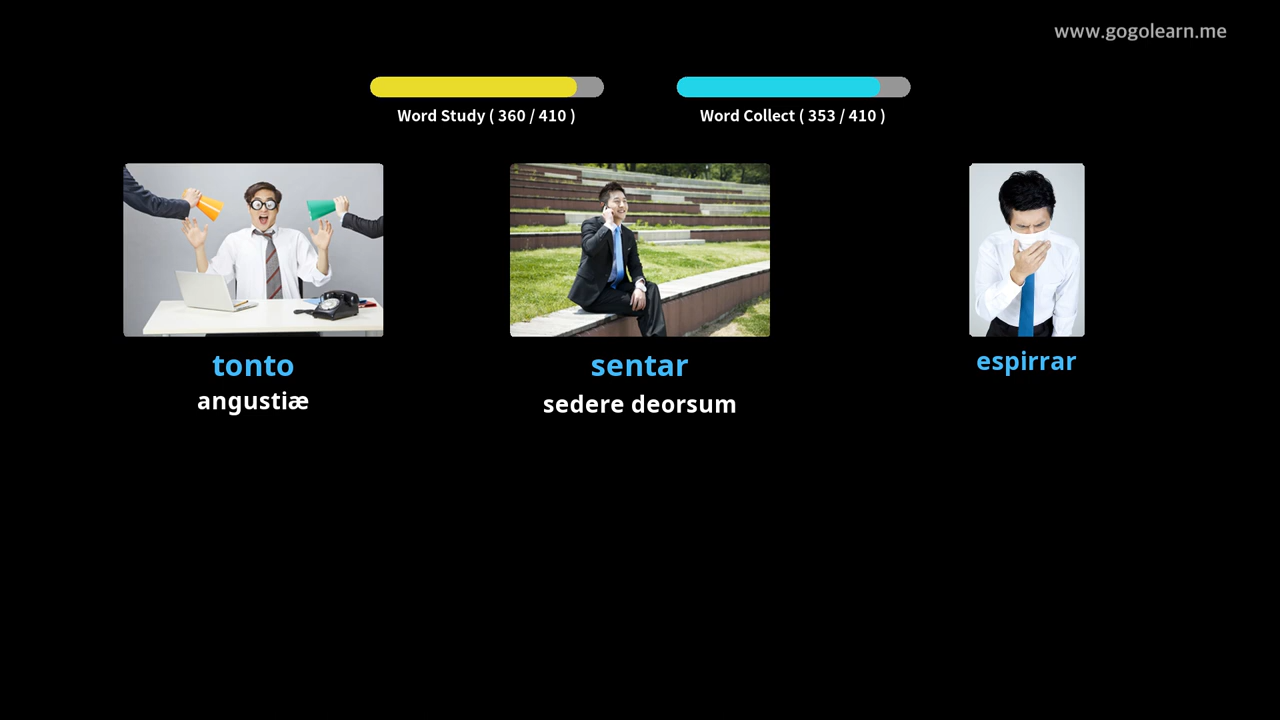 www.gogolearn.me
Word Study ( 360 / 410 )
Word Collect ( 353 / 410 )
tonto
angustiæ
sentar
sedere deorsum
espirrar